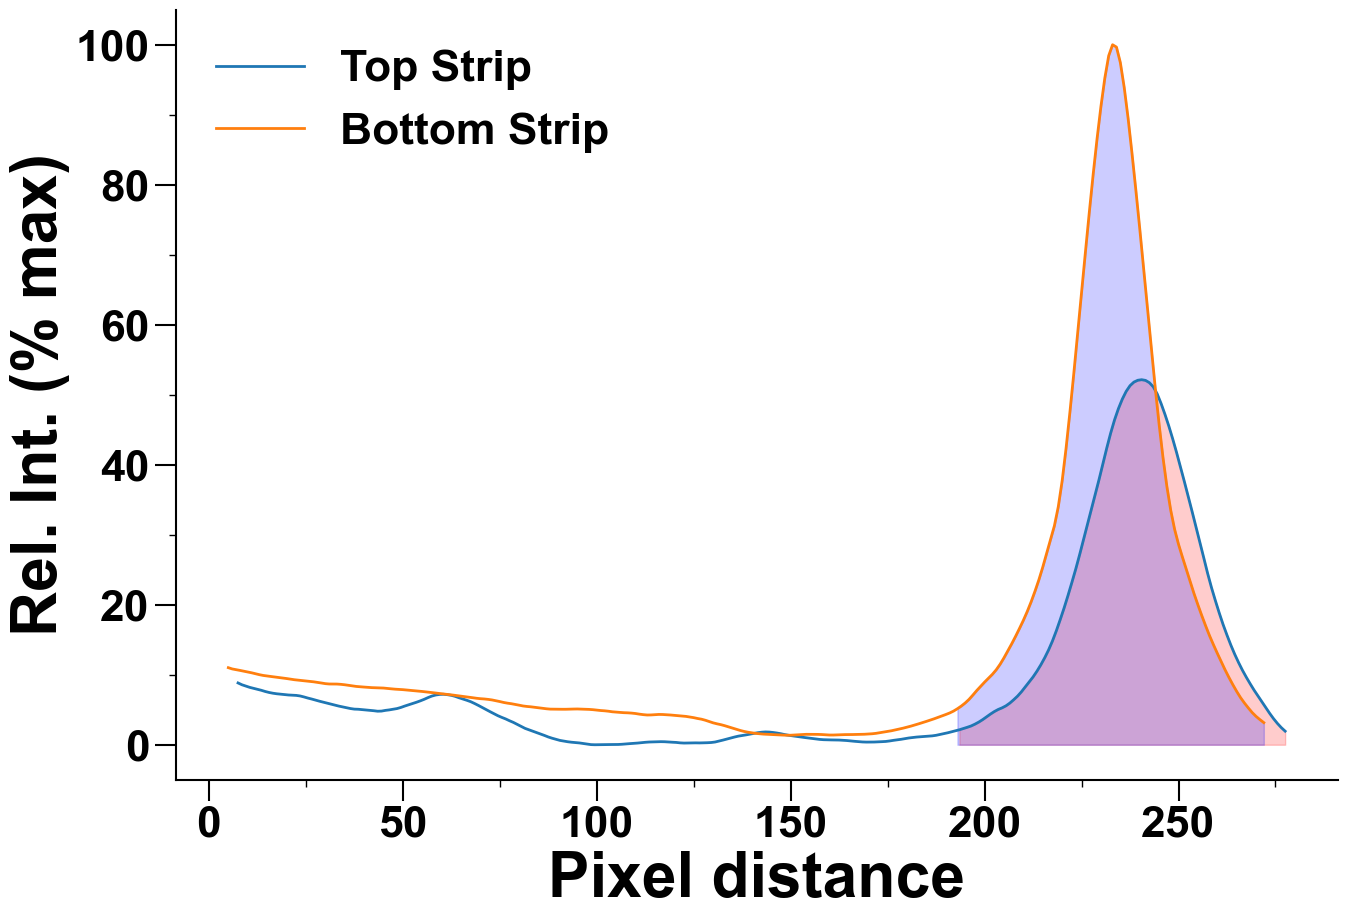 100
80
60
40
20
0
Rel. Int. (% max)
Top Strip
Bottom Strip
0 50 100 150 200 250
Pixel distance